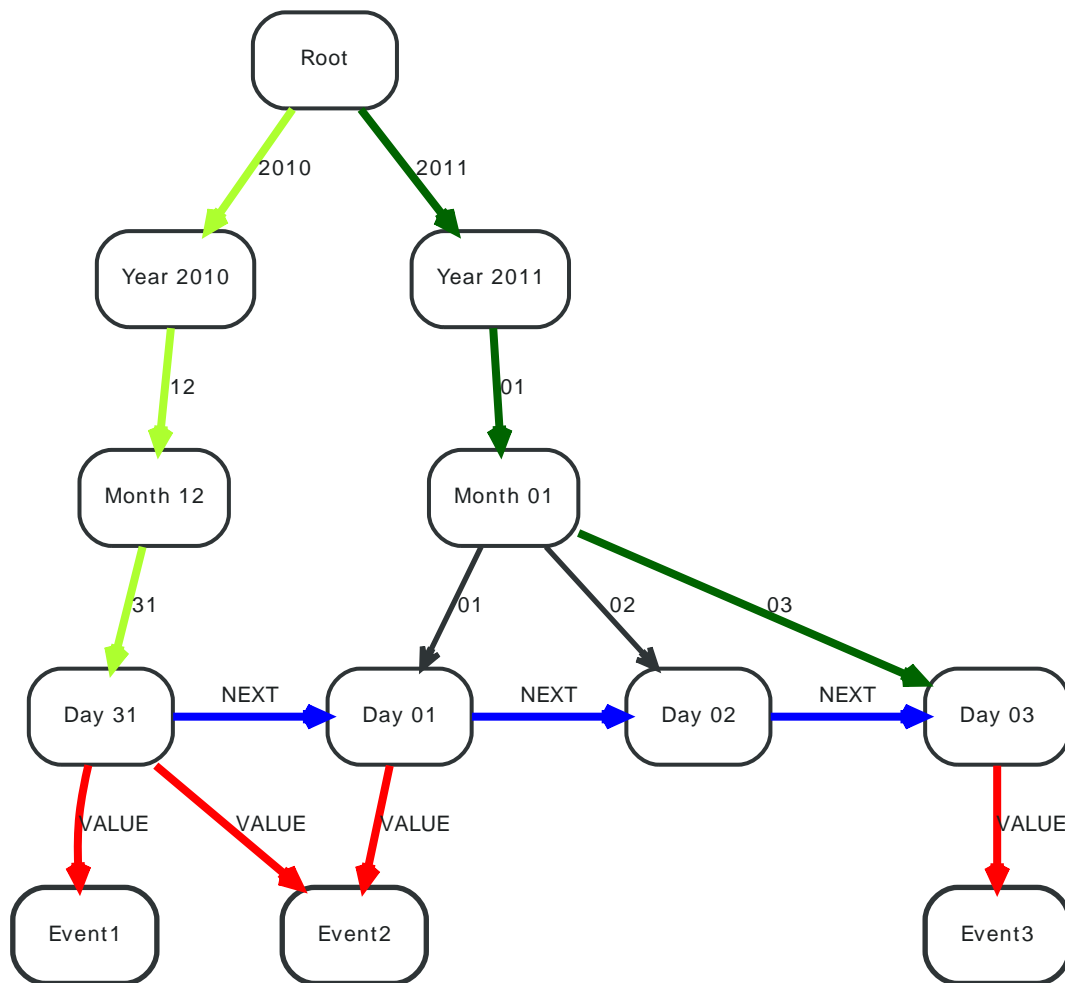 Root
2010
2011
Year 2010
Year 2011
12
01
Month 12
Month 01
31
01
02
03
Day 31
NEXT
Day 01
NEXT
Day 02
NEXT
Day 03
VALUE
VALUE
VALUE
VALUE
Event1
Event2
Event3